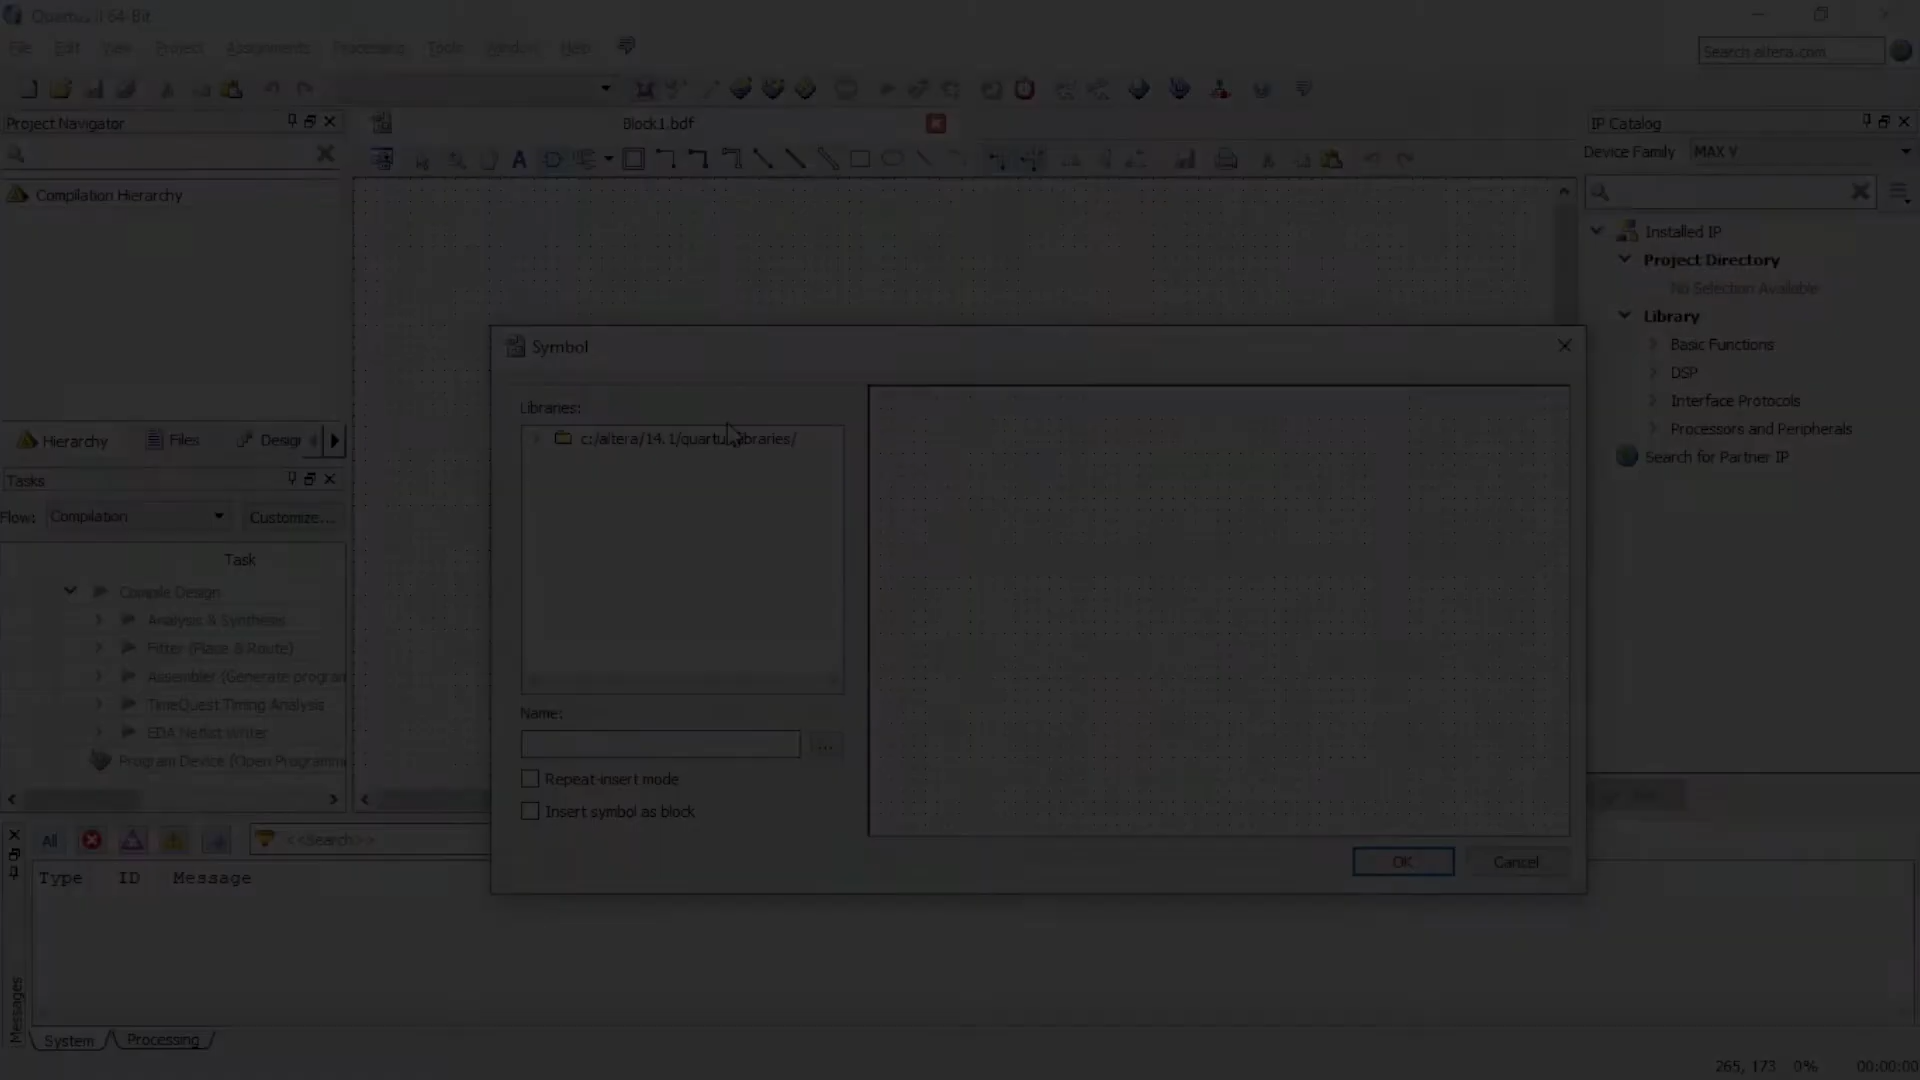 Quartus II 64-Bit
File Edit View Project Assignments Processing Tools Window Help
Search altera.com
Project Navigator
Block1.bdf
IP Catalog
Device Family MAX V
Compilation Hierarchy
Installed IP
Project Directory
No Selection Available
Library
Basic Functions
DSP
Interface Protocols
Processors and Peripherals
Search for Partner IP
Hierarchy Files Design
Tasks
Flow: Compilation Customize...
Task
Compile Design
Analysis & Synthesis
Fitter (Place & Route)
Assembler (Generate program
TimeQuest Timing Analysis
EDA Netlist Writer
Program Device (Open Programm
Symbol
Libraries:
c:/altera/14.1/quartus/libraries/
Name:
...
Repeat-insert mode
Insert symbol as block
OK Cancel
All <<Search>>
Type ID Message
Messages
System Processing
265, 173 0% 00:00:00